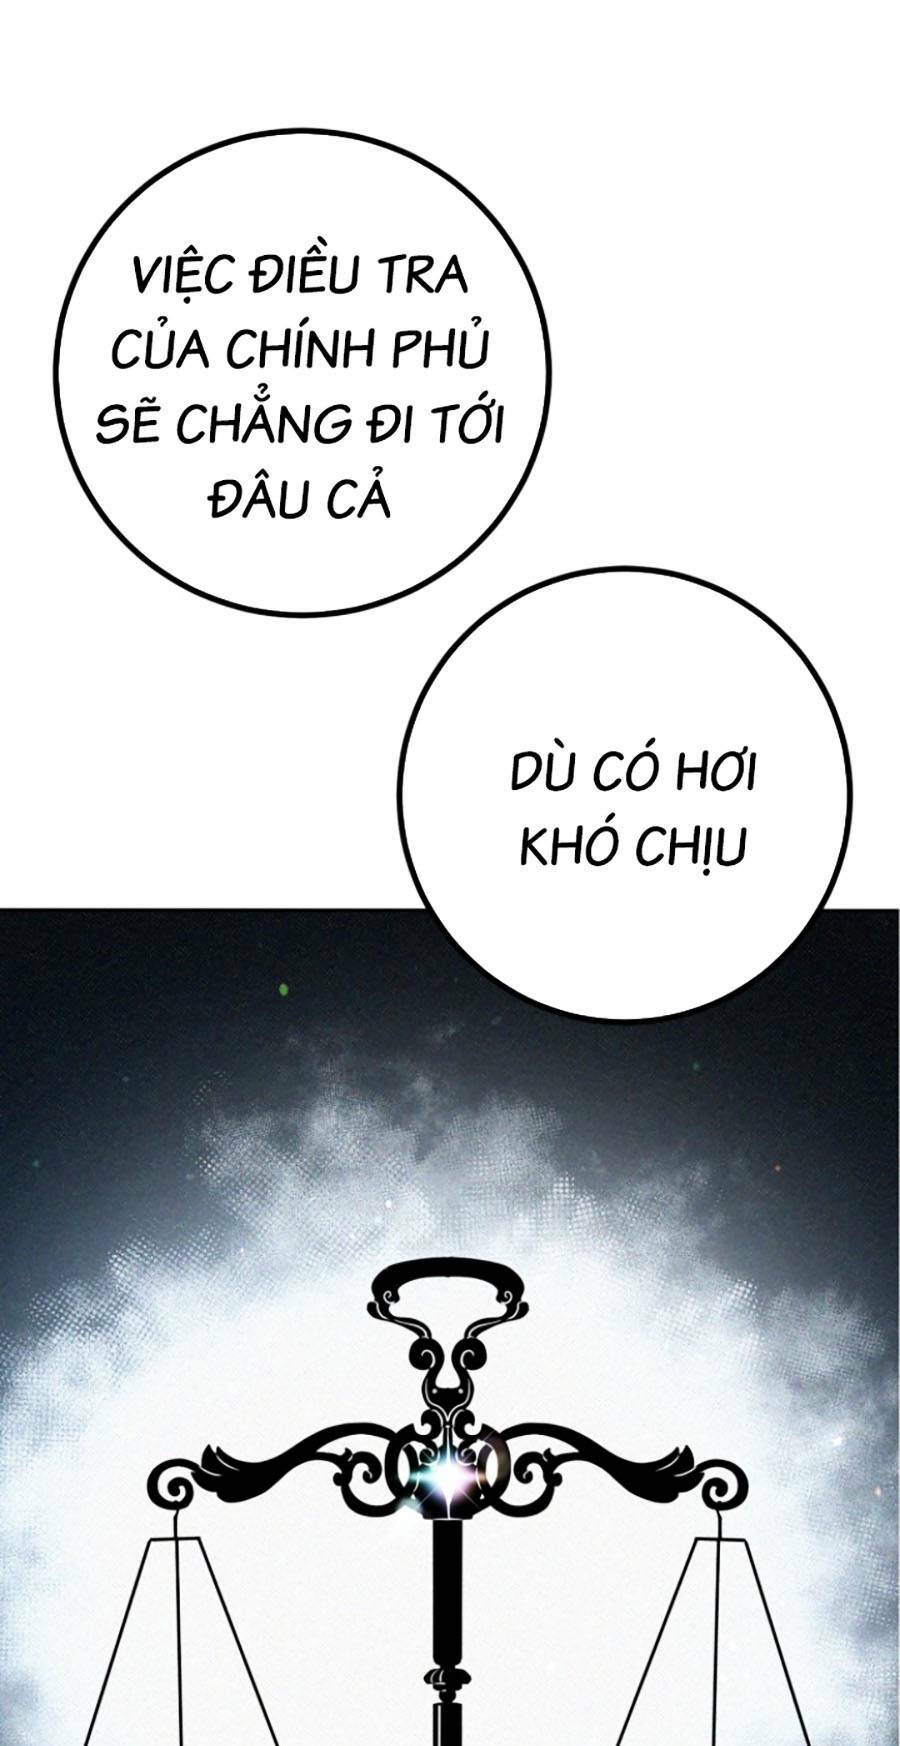 VIỆC ĐIỀU TRA
CỦA CHÍNH PHỦ
SẼ CHẲNG ĐI TỚI
ĐÂU CẢ
DÙ CÓ HƠI
KHÓ CHỊU